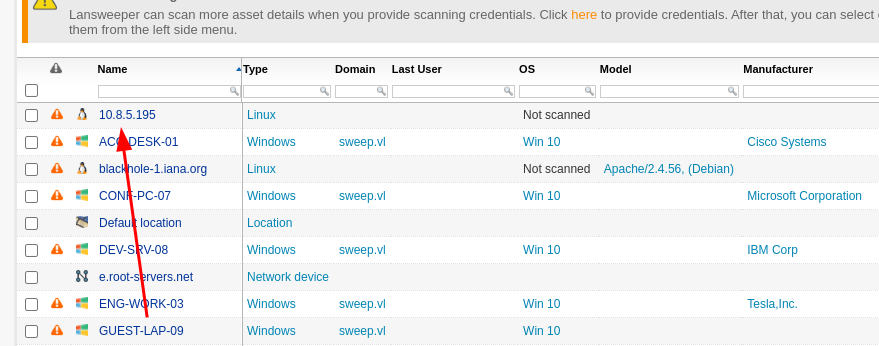 Lansweeper can scan more asset details when you provide scanning credentials. Click here to provide credentials. After that, you can select
them from the left side menu.
Name Type Domain Last User OS Model Manufacturer
10.8.5.195 Linux Not scanned
ACC-DESK-01 Windows sweep.vl Win 10 Cisco Systems
blackhole-1.iana.org Linux Not scanned Apache/2.4.56, (Debian)
CONF-PC-07 Windows sweep.vl Win 10 Microsoft Corporation
Default location Location
DEV-SRV-08 Windows sweep.vl Win 10 IBM Corp
e.root-servers.net Network device
ENG-WORK-03 Windows sweep.vl Win 10 Tesla,Inc.
GUEST-LAP-09 Windows sweep.vl Win 10